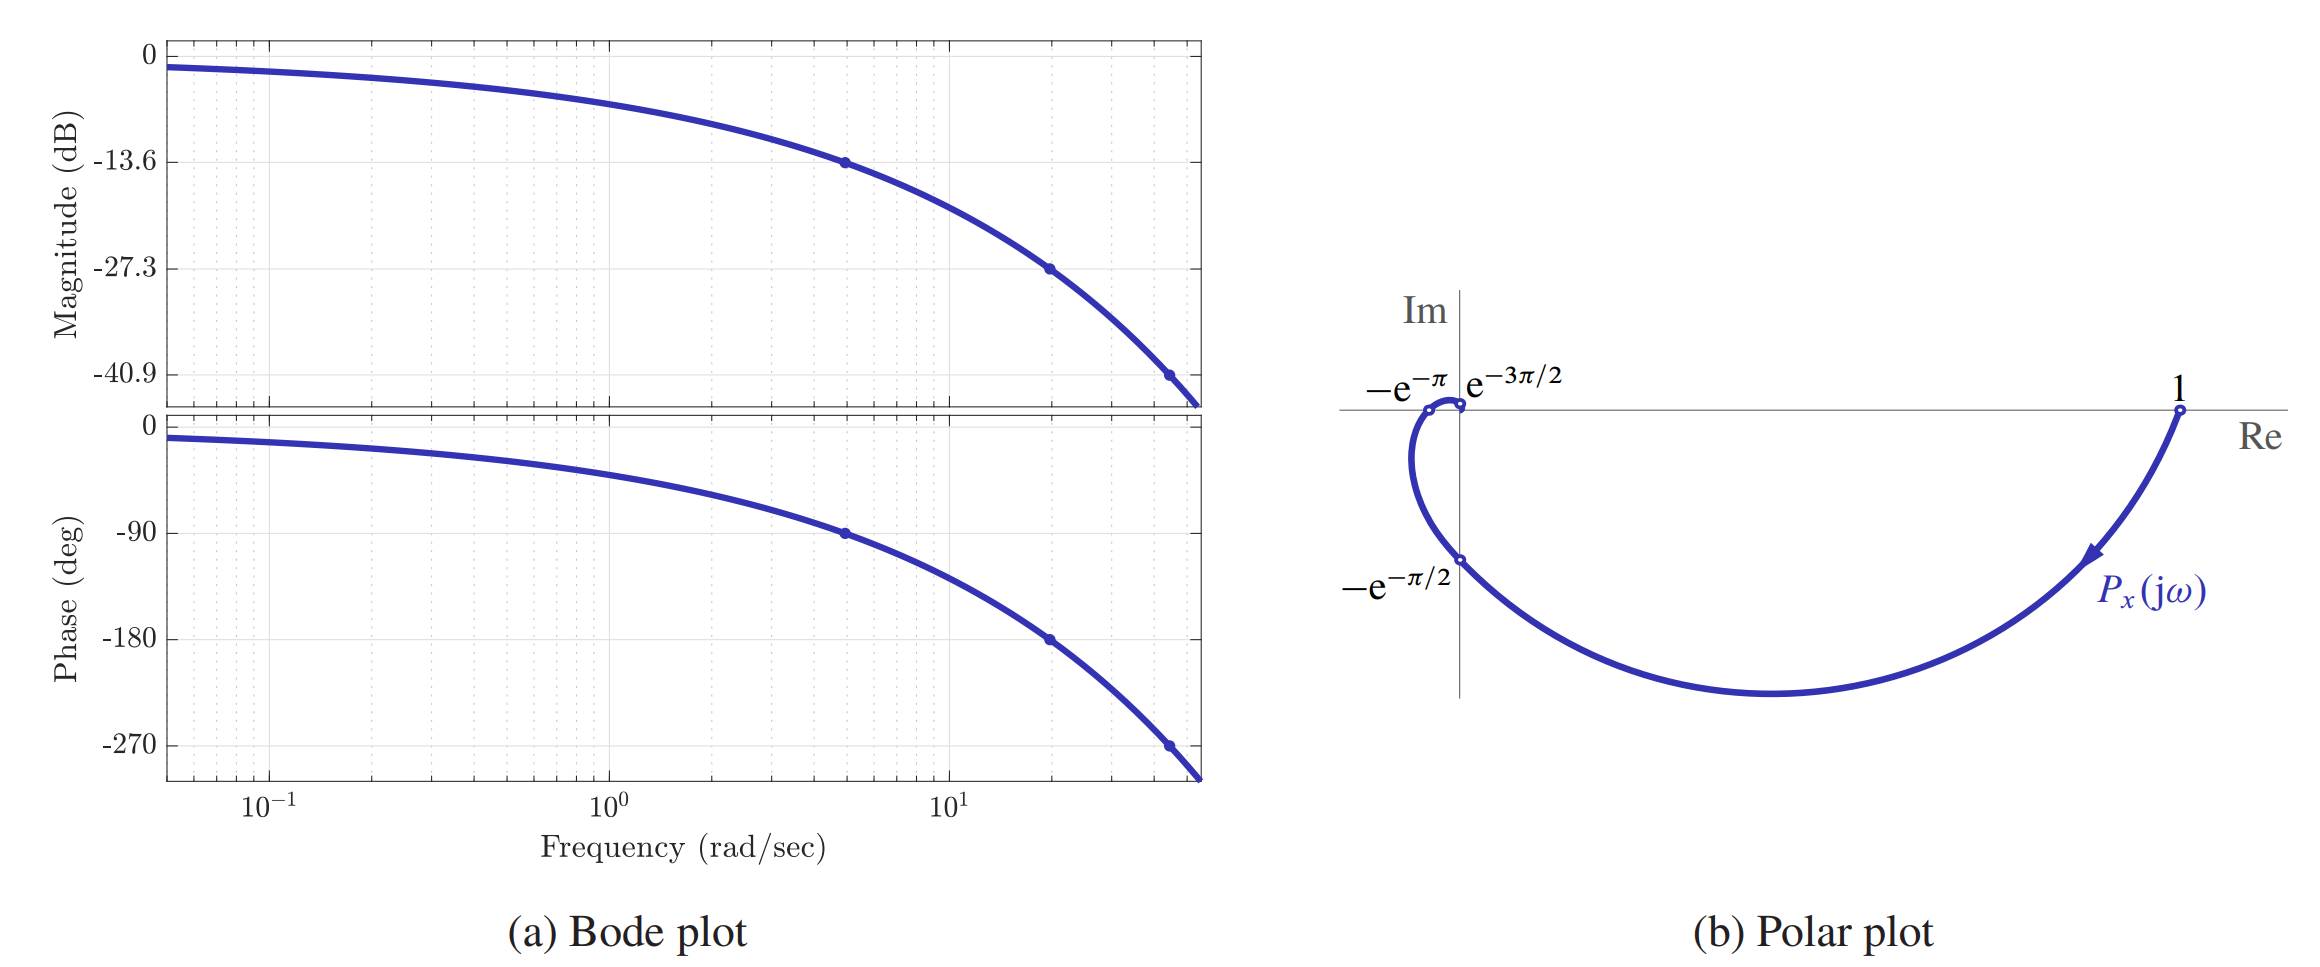 0
-13.6
-27.3
-40.9
Magnitude (dB)
0
-90
-180
-270
Phase (deg)
10⁻¹ 10⁰ 10¹
Frequency (rad/sec)
(a) Bode plot
Im
−e^{−π} e^{−3π/2} 1
Re
−e^{−π/2}
Pₓ(jω)
(b) Polar plot